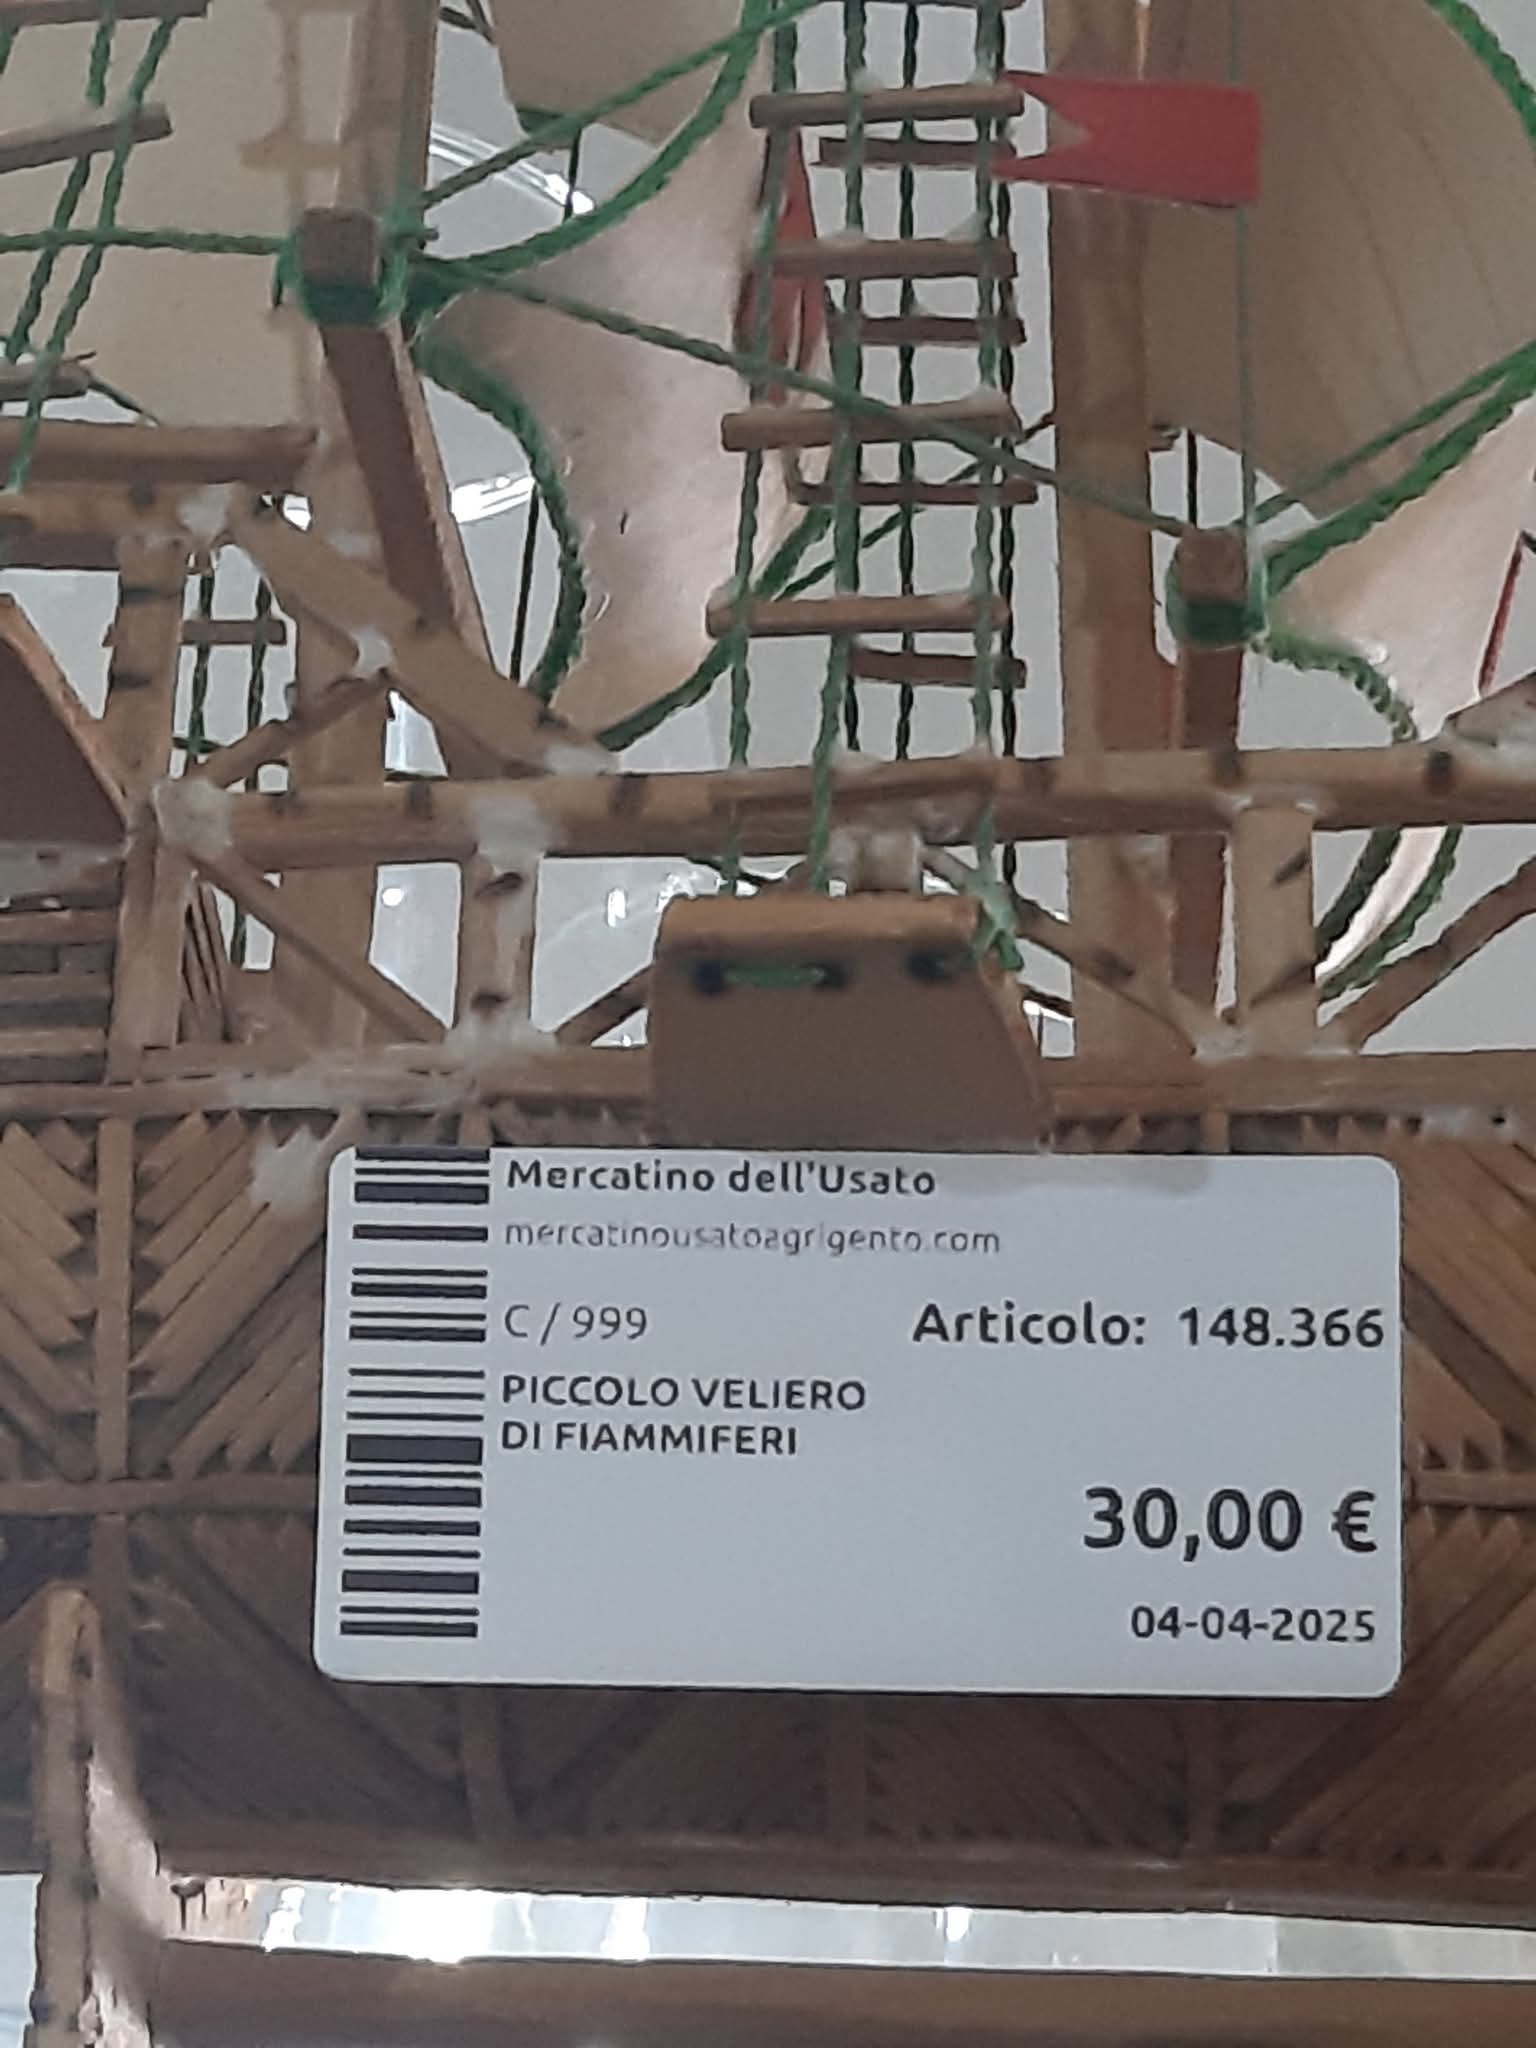 Mercatino dell'Usato
mercatinousatoagrigento.com
C / 999
Articolo: 148.366
PICCOLO VELIERO
DI FIAMMIFERI
30,00 €
04-04-2025